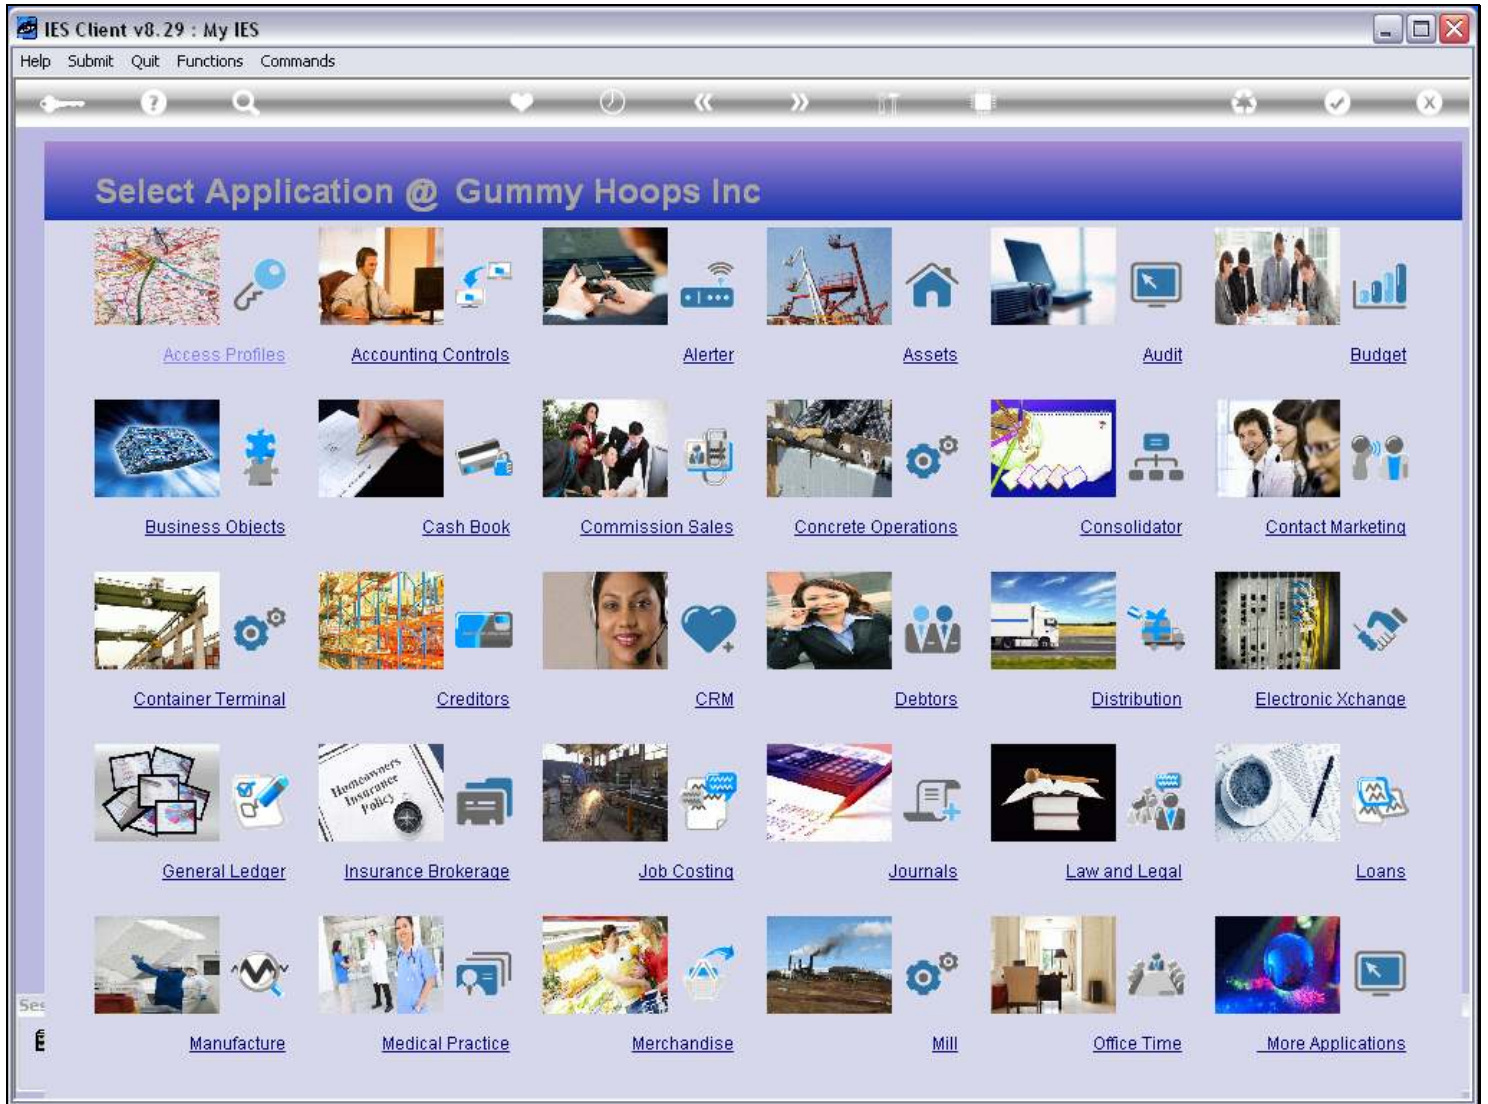 IES Client v8.29 : My IES
Help Submit Quit Functions Commands
Select Application @ Gummy Hoops Inc
Access Profiles Accounting Controls Alerter Assets Audit Budget
Business Objects Cash Book Commission Sales Concrete Operations Consolidator Contact Marketing
Container Terminal Creditors CRM Debtors Distribution Electronic Xchange
Homeowners
Insurance
Policy
General Ledger Insurance Brokerage Job Costing Journals Law and Legal Loans
Ses
Manufacture Medical Practice Merchandise Mill Office Time More Applications